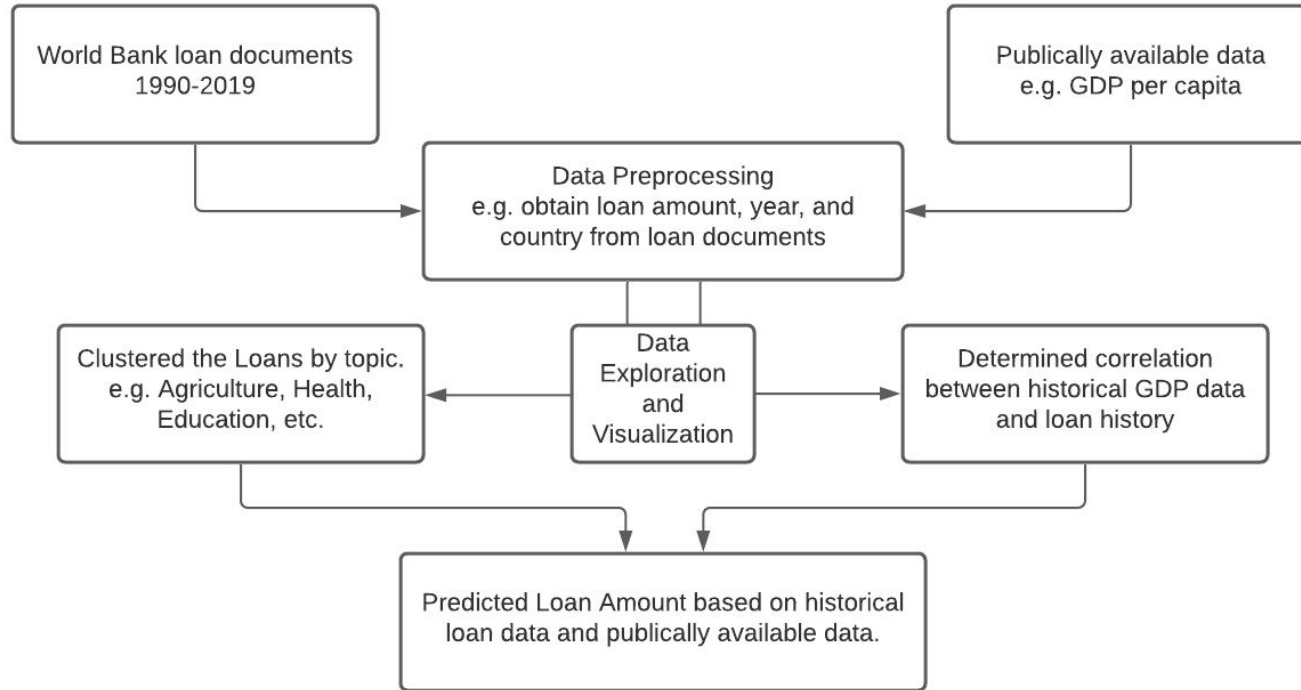 World Bank loan documents
1990-2019
Publically available data
e.g. GDP per capita
Data Preprocessing
e.g. obtain loan amount, year, and
country from loan documents
Clustered the Loans by topic.
e.g. Agriculture, Health,
Education, etc.
Data
Exploration
and
Visualization
Determined correlation
between historical GDP data
and loan history
Predicted Loan Amount based on historical
loan data and publically available data.